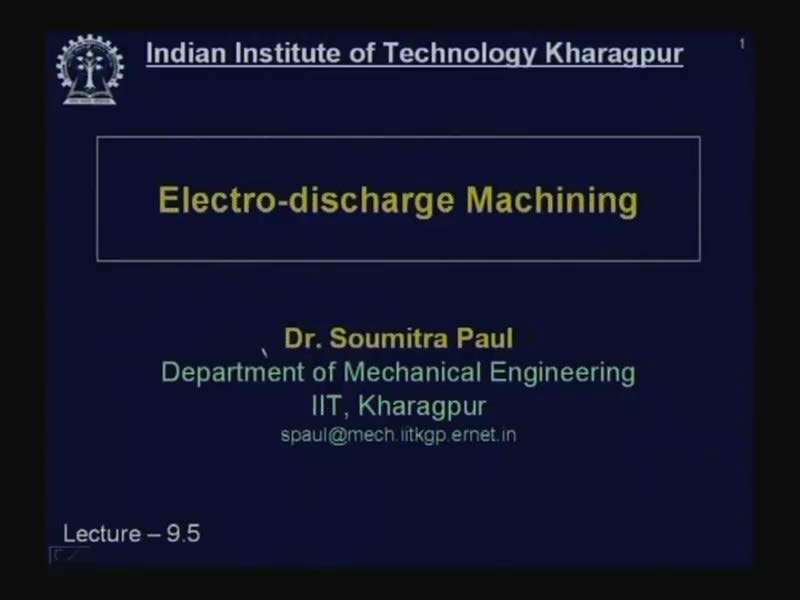 Indian Institute of Technology Kharagpur
1
Electro-discharge Machining
Dr. Soumitra Paul
Department of Mechanical Engineering
IIT, Kharagpur
spaul@mech.iitkgp.ernet.in
Lecture – 9.5